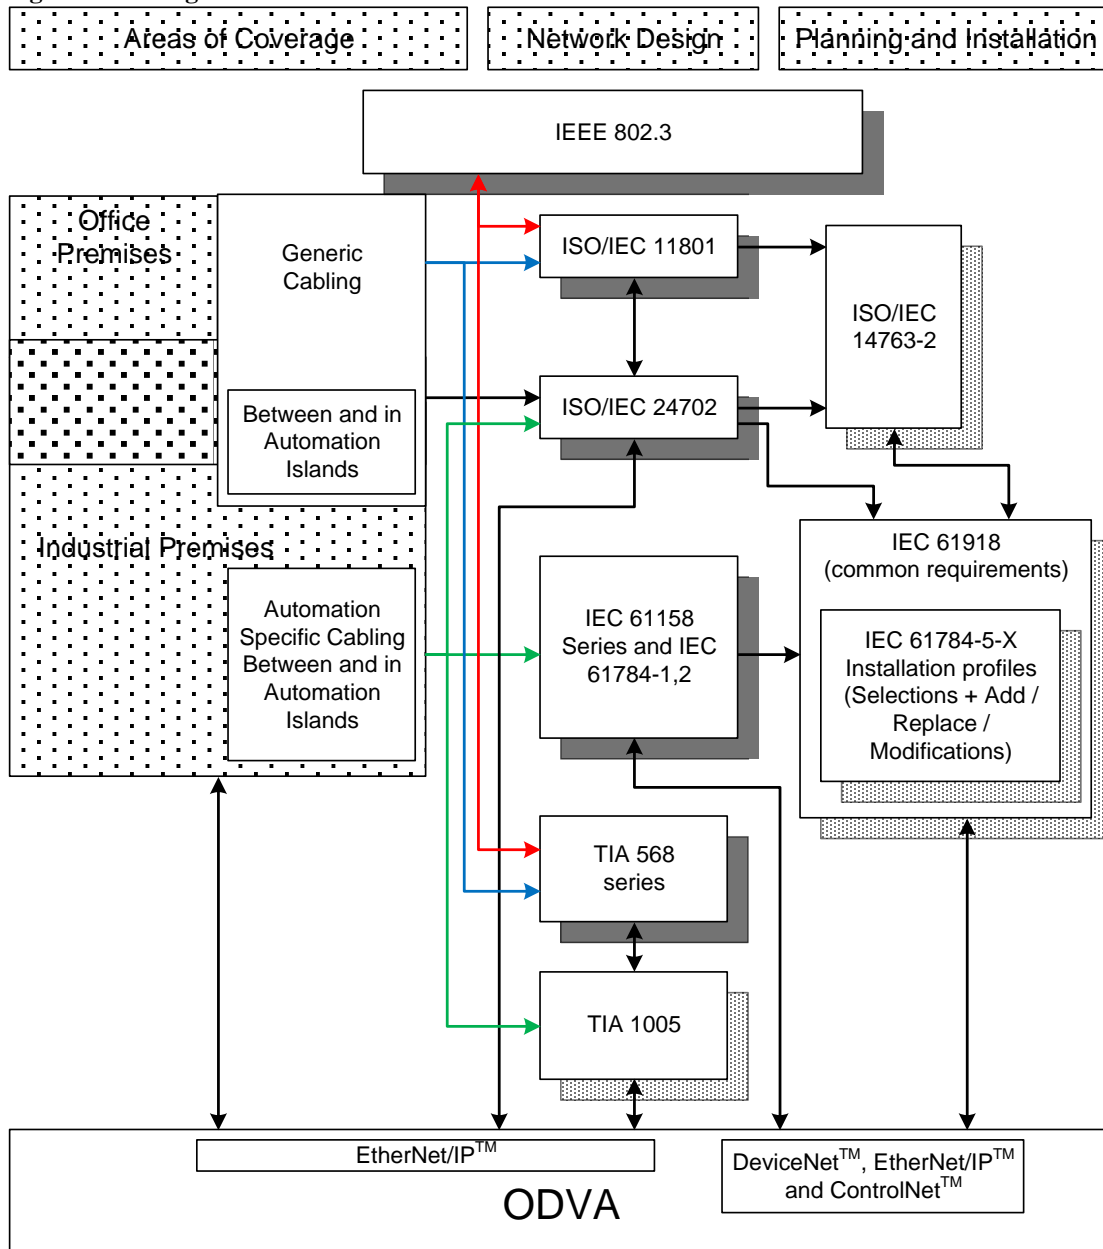 Areas of Coverage
Network Design
Planning and Installation
IEEE 802.3
Office
Premises
Generic
Cabling
ISO/IEC 11801
ISO/IEC
14763-2
ISO/IEC 24702
Between and in
Automation
Islands
Industrial Premises
IEC 61918
(common requirements)
Automation
Specific Cabling
Between and in
Automation
Islands
IEC 61158
Series and IEC
61784-1,2
IEC 61784-5-X
Installation profiles
(Selections + Add /
Replace /
Modifications)
TIA 568
series
TIA 1005
EtherNet/IP™
DeviceNet™, EtherNet/IP™
and ControlNet™
ODVA